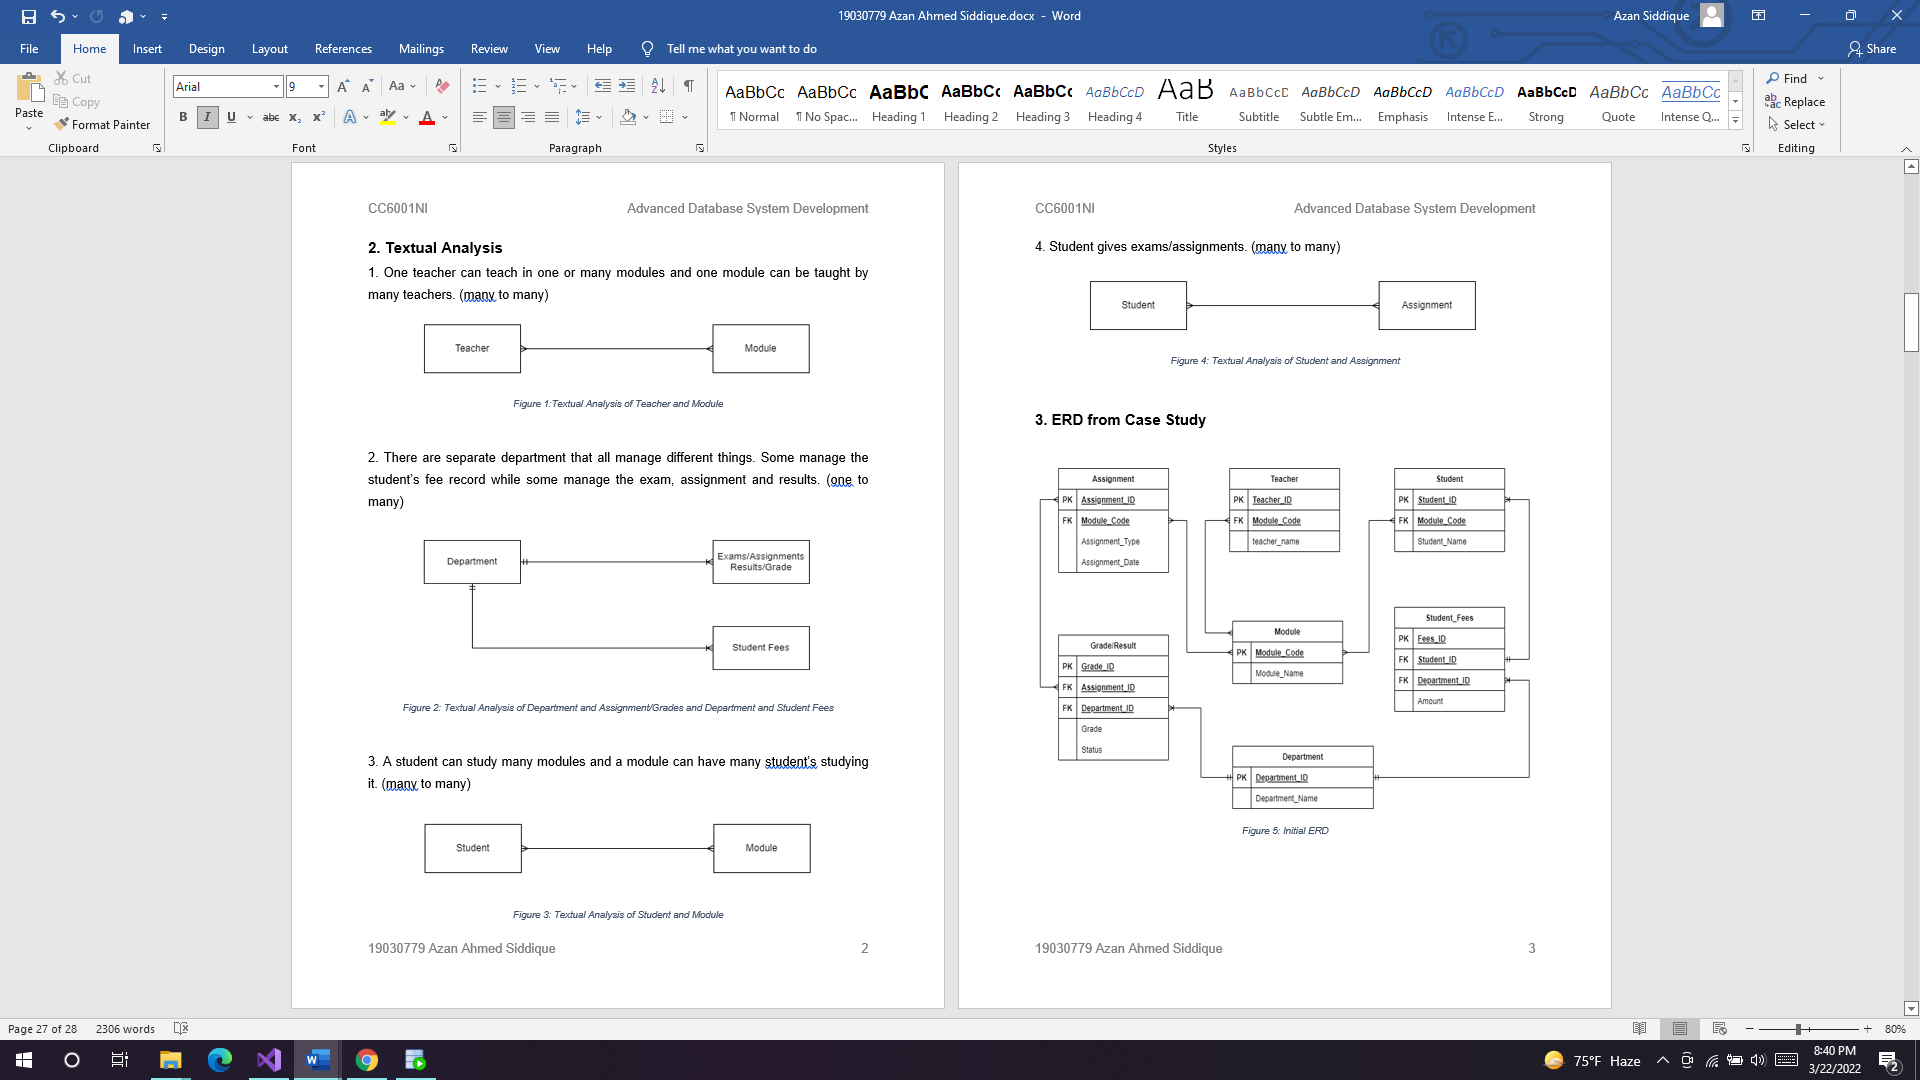 19030779 Azan Ahmed Siddique.docx - Word
Azan Siddique
File Home Insert Design Layout References Mailings Review View Help Tell me what you want to do
Share
Paste
Cut
Copy
Format Painter
Clipboard
Arial 9
Aa
B I U abc x₂ x² A A
Font
Paragraph
AaBbCc AaBbCc AaBbC AaBbCc AaBbCc AaBbCcD AaB AaBbCcD AaBbCcD AaBbCcD AaBbCcD AaBbCcD AaBbCc AaBbCc
¶ Normal ¶ No Spac... Heading 1 Heading 2 Heading 3 Heading 4 Title Subtitle Subtle Em... Emphasis Intense E... Strong Quote Intense Q...
Styles
Find
Replace
Select
Editing
CC6001NI Advanced Database System Development
2. Textual Analysis
1. One teacher can teach in one or many modules and one module can be taught by
many teachers. (many to many)
Teacher Module
Figure 1:Textual Analysis of Teacher and Module
2. There are separate department that all manage different things. Some manage the
student's fee record while some manage the exam, assignment and results. (one to
many)
Department
Exams/Assignments
Results/Grade
Student Fees
Figure 2: Textual Analysis of Department and Assignment/Grades and Department and Student Fees
3. A student can study many modules and a module can have many student's studying
it. (many to many)
Student Module
Figure 3: Textual Analysis of Student and Module
19030779 Azan Ahmed Siddique 2
CC6001NI Advanced Database System Development
4. Student gives exams/assignments. (many to many)
Student Assignment
Figure 4: Textual Analysis of Student and Assignment
3. ERD from Case Study
Assignment
PK Assignment_ID
FK Module_Code
Assignment_Type
Assignment_Date
Teacher
PK Teacher_ID
FK Module_Code
teacher_name
Student
PK Student_ID
FK Module_Code
Student_Name
Grade/Result
PK Grade_ID
FK Assignment_ID
FK Department_ID
Grade
Status
Module
PK Module_Code
Module_Name
Student_Fees
PK Fees_ID
FK Student_ID
FK Department_ID
Amount
Department
PK Department_ID
Department_Name
Figure 5: Initial ERD
19030779 Azan Ahmed Siddique 3
Page 27 of 28 2306 words
80%
75°F Haze
8:40 PM
3/22/2022
2